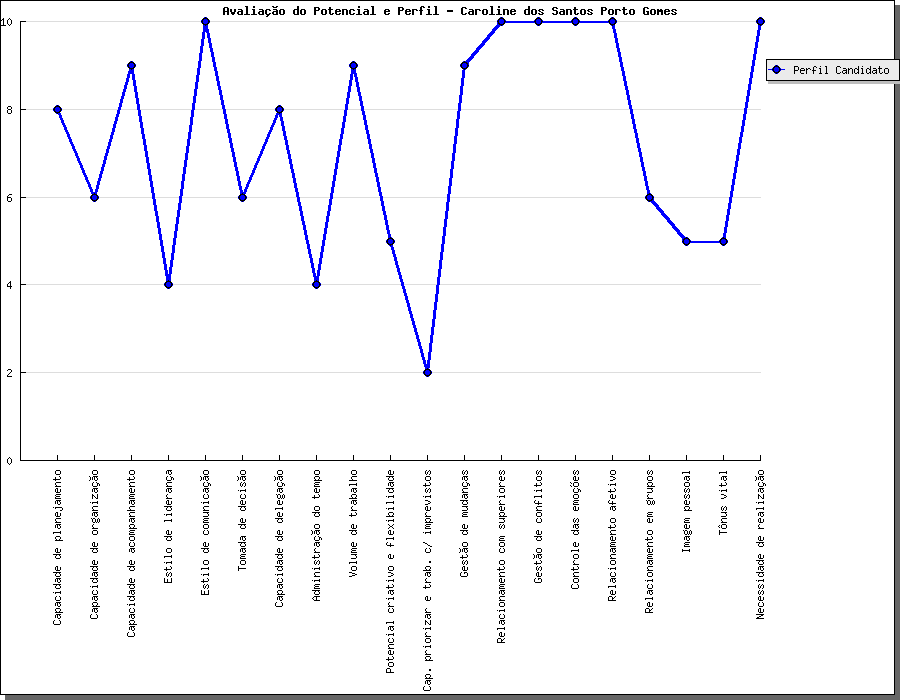 Avaliação do Potencial e Perfil - Caroline dos Santos Porto Gomes
Perfil Candidato
10
8
6
4
2
0
Capacidade de planejamento
Capacidade de organização
Capacidade de acompanhamento
Estilo de liderança
Estilo de comunicação
Tomada de decisão
Capacidade de delegação
Administração do tempo
Volume de trabalho
Potencial criativo e flexibilidade
Cap. priorizar e trab. c/ imprevistos
Gestão de mudanças
Relacionamento com superiores
Gestão de conflitos
Controle das emoções
Relacionamento afetivo
Relacionamento em grupos
Imagem pessoal
Tônus vital
Necessidade de realização